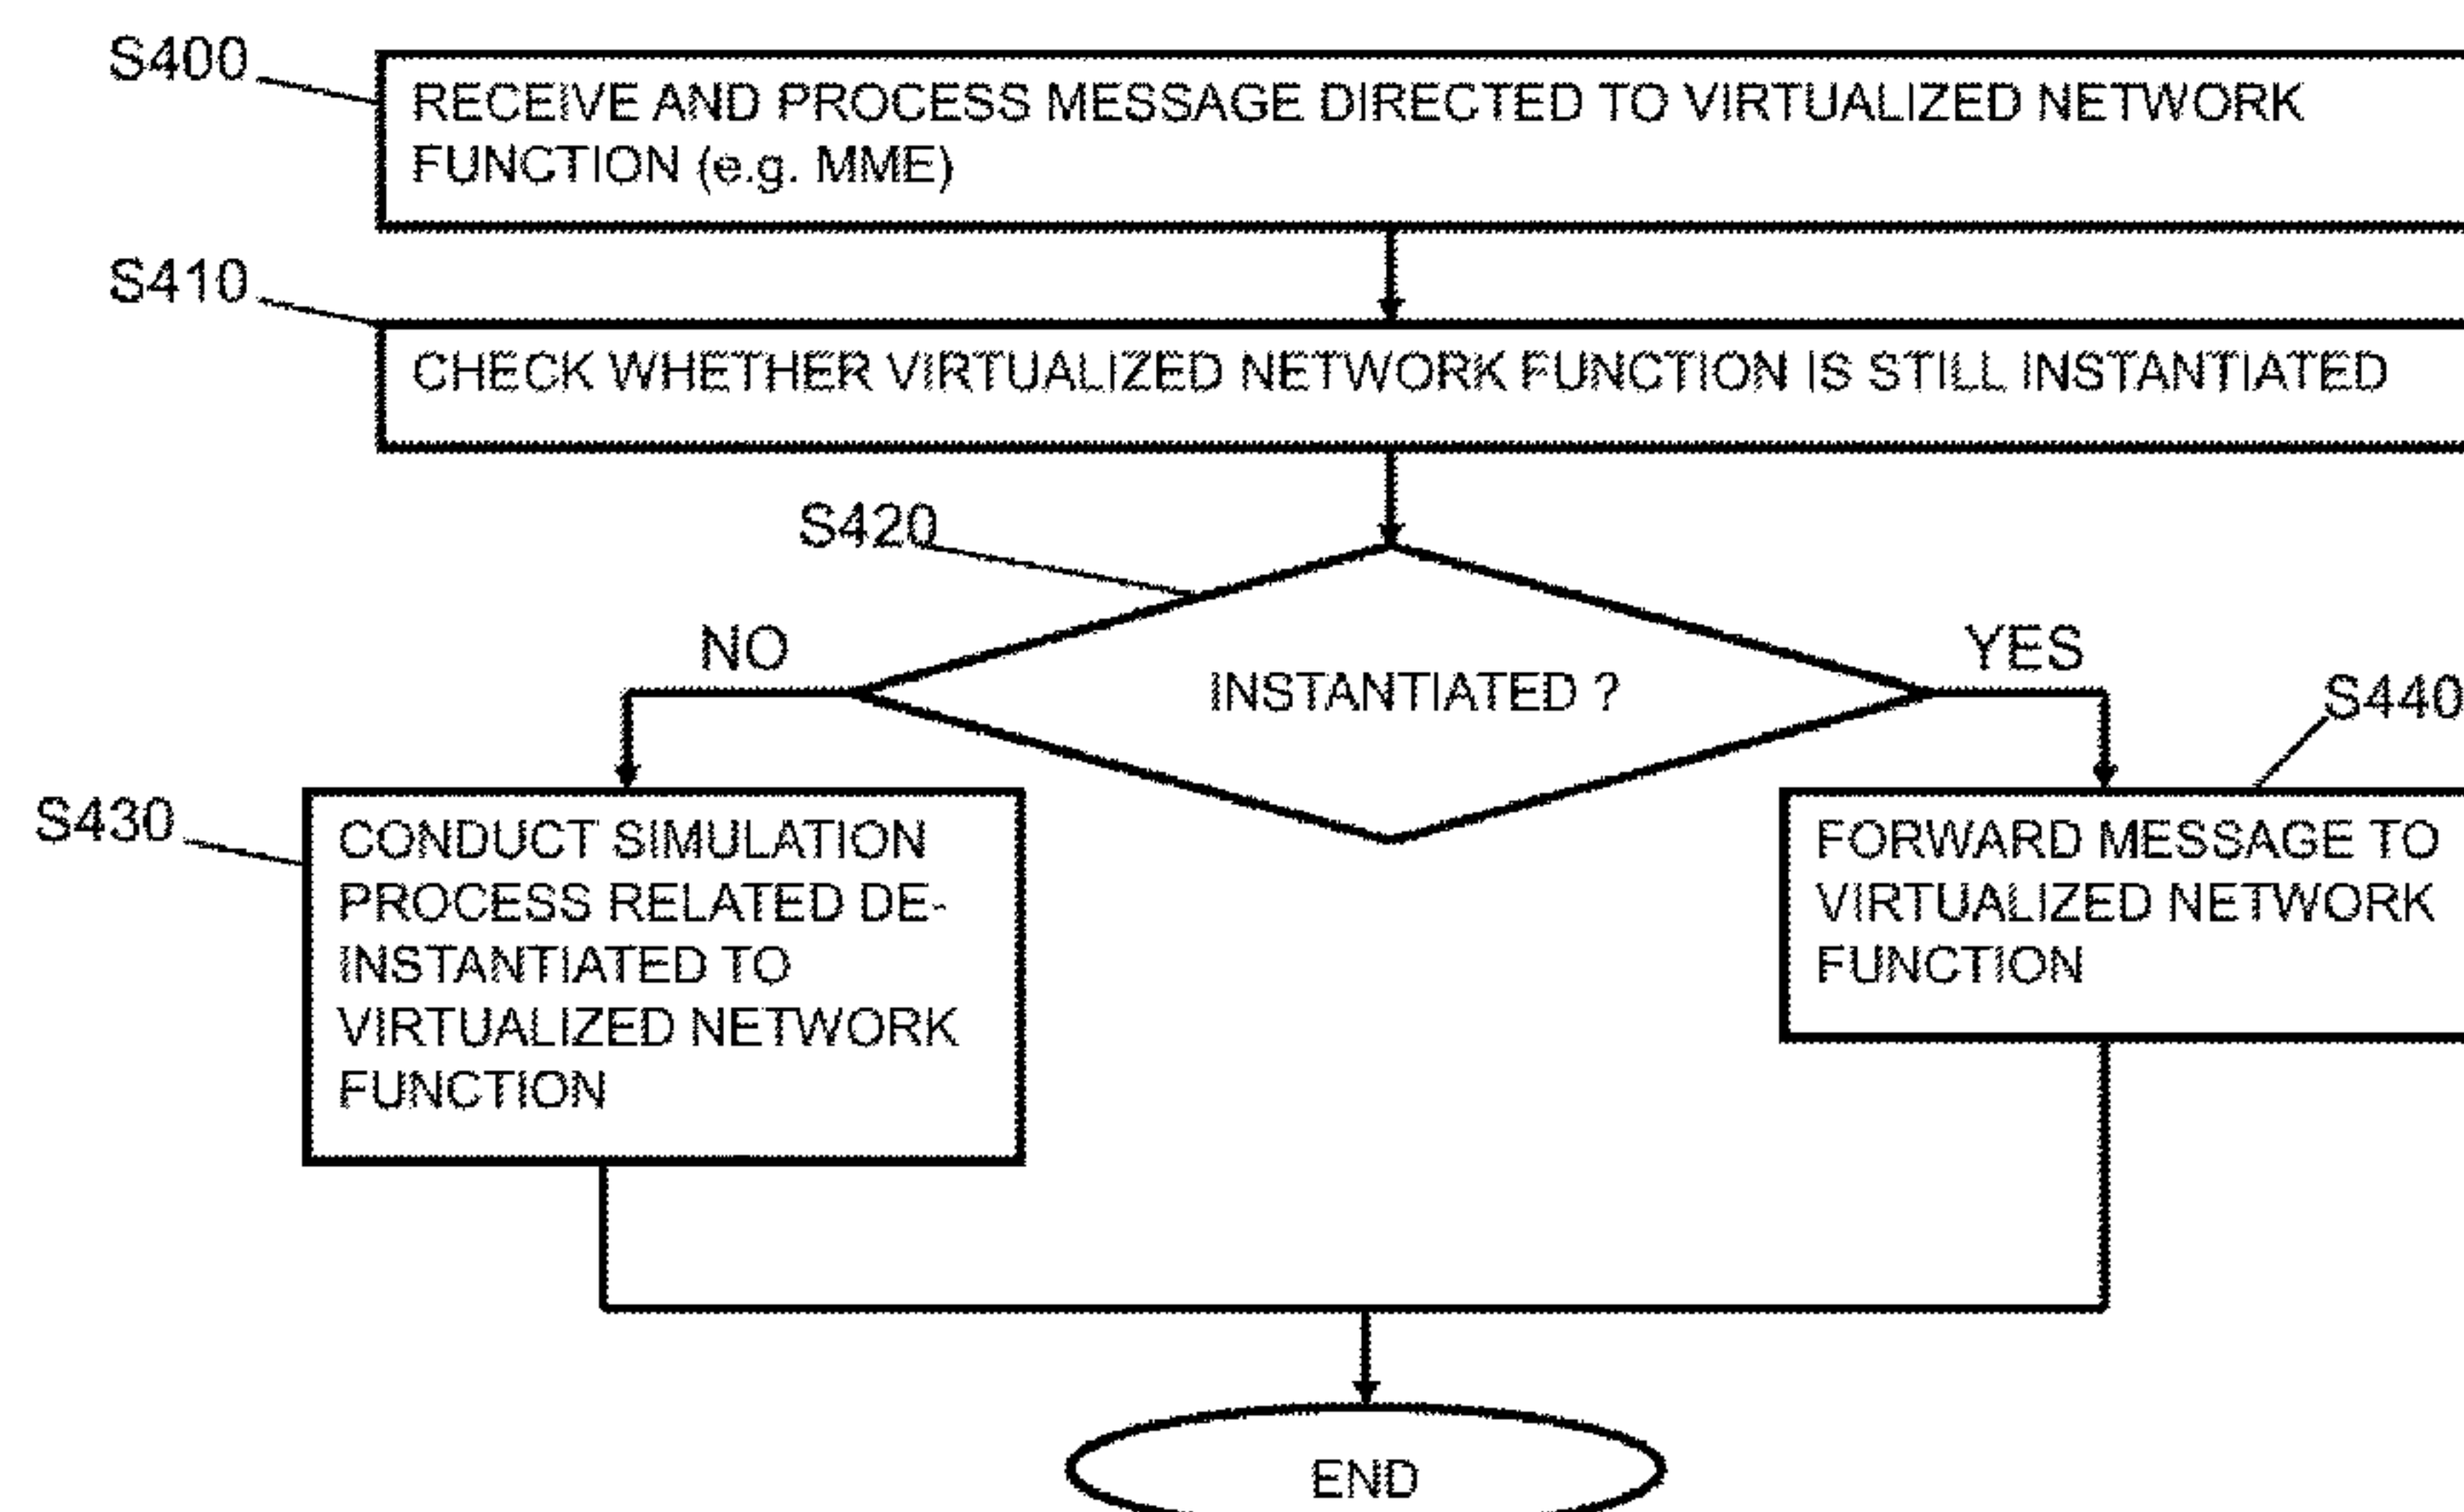 S400
RECEIVE AND PROCESS MESSAGE DIRECTED TO VIRTUALIZED NETWORK
FUNCTION (e.g. MME)
S410
CHECK WHETHER VIRTUALIZED NETWORK FUNCTION IS STILL INSTANTIATED
S420
NO
INSTANTIATED ?
YES
S440
S430
CONDUCT SIMULATION
PROCESS RELATED DE-
INSTANTIATED TO
VIRTUALIZED NETWORK
FUNCTION
FORWARD MESSAGE TO
VIRTUALIZED NETWORK
FUNCTION
END